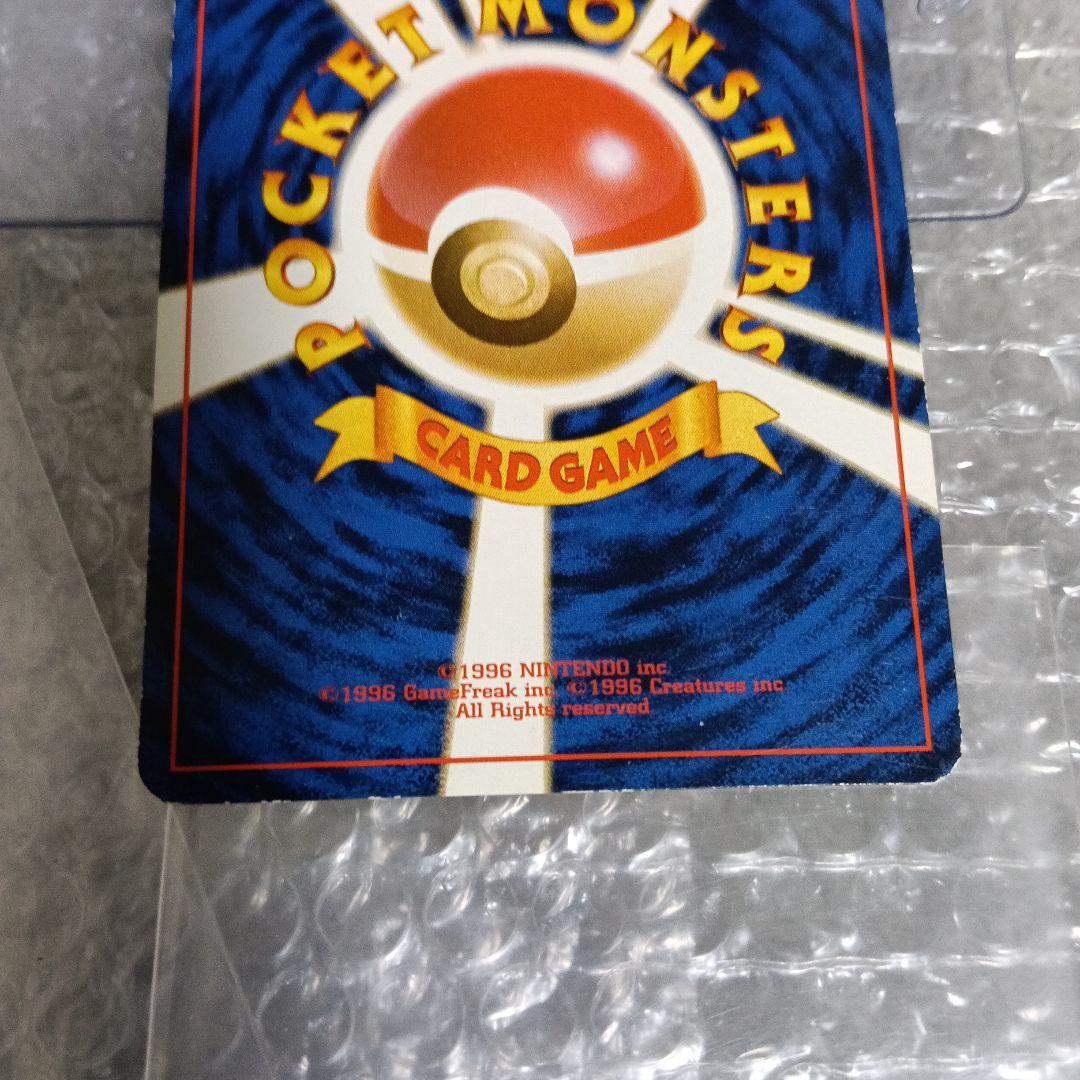 POCKET MONSTERS
CARD GAME
©1996 NINTENDO inc
©1996 GameFreak inc ©1996 Creatures inc
All Rights reserved